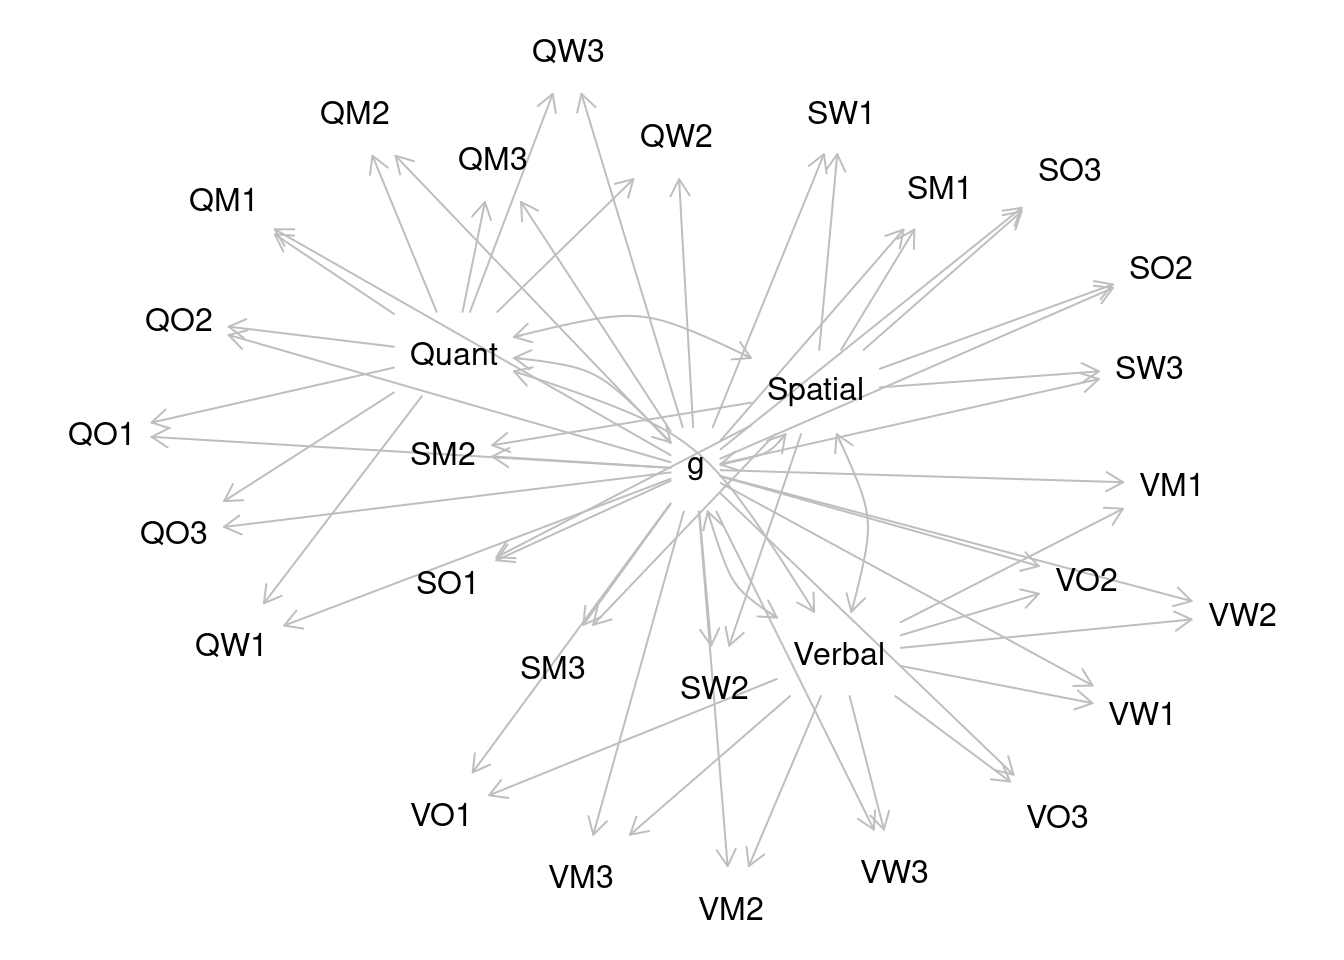 QW3
QM2
SW1
QW2
QM3
SO3
SM1
QM1
SO2
QO2
Quant
SW3
Spatial
QO1
SM2
g
VM1
QO3
VO2
SO1
VW2
QW1
Verbal
SM3
SW2
VW1
VO1
VO3
VW3
VM3
VM2